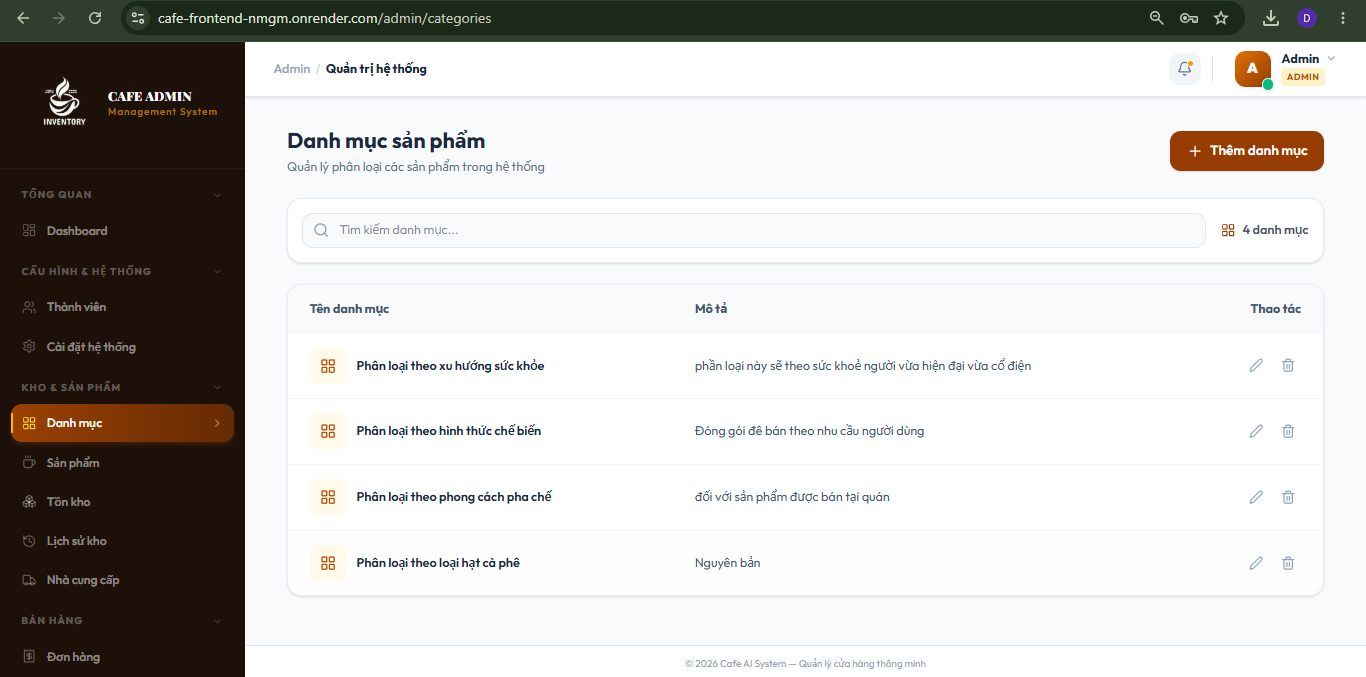 cafe-frontend-nmgm.onrender.com/admin/categories
D
INVENTORY
CAFE ADMIN
Management System
TỔNG QUAN
Dashboard
CẤU HÌNH & HỆ THỐNG
Thành viên
Cài đặt hệ thống
KHO & SẢN PHẨM
Danh mục
Sản phẩm
Tồn kho
Lịch sử kho
Nhà cung cấp
BÁN HÀNG
Đơn hàng
Admin / Quản trị hệ thống
A
Admin
ADMIN
Danh mục sản phẩm
Quản lý phân loại các sản phẩm trong hệ thống
Thêm danh mục
Tìm kiếm danh mục...
4 danh mục
Tên danh mục Mô tả Thao tác
Phân loại theo xu hướng sức khỏe phần loại này sẽ theo sức khoẻ người vừa hiện đại vừa cổ điện
Phân loại theo hình thức chế biến Đóng gói đê bán theo nhu cầu người dùng
Phân loại theo phong cách pha chế đối với sản phẩm được bán tại quán
Phân loại theo loại hạt cà phê Nguyên bản
© 2026 Cafe AI System — Quản lý cửa hàng thông minh